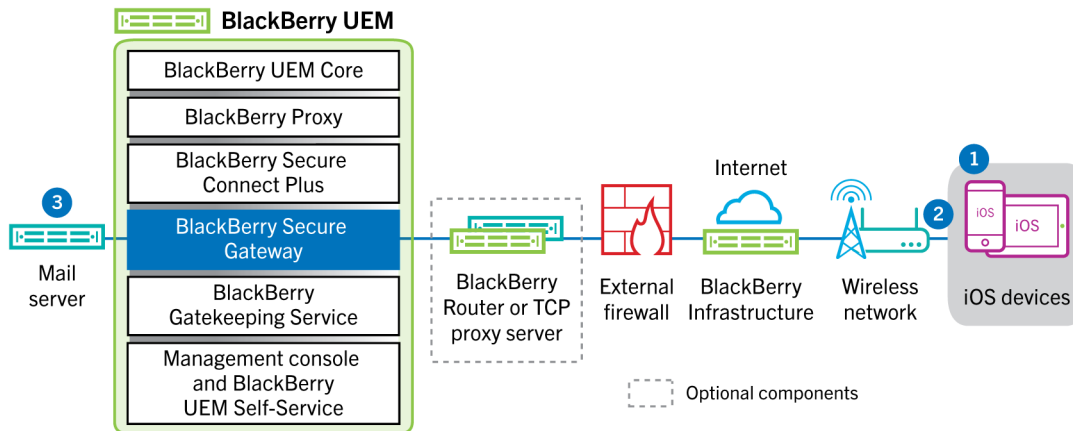 BlackBerry UEM
BlackBerry UEM Core
BlackBerry Proxy
BlackBerry Secure
Connect Plus
BlackBerry Secure
Gateway
BlackBerry
Gatekeeping Service
Management console
and BlackBerry
UEM Self-Service
3
Mail
server
BlackBerry
Router or TCP
proxy server
External
firewall
Internet
BlackBerry
Infrastructure
Wireless
network
2
1
iOS
iOS
iOS devices
Optional components